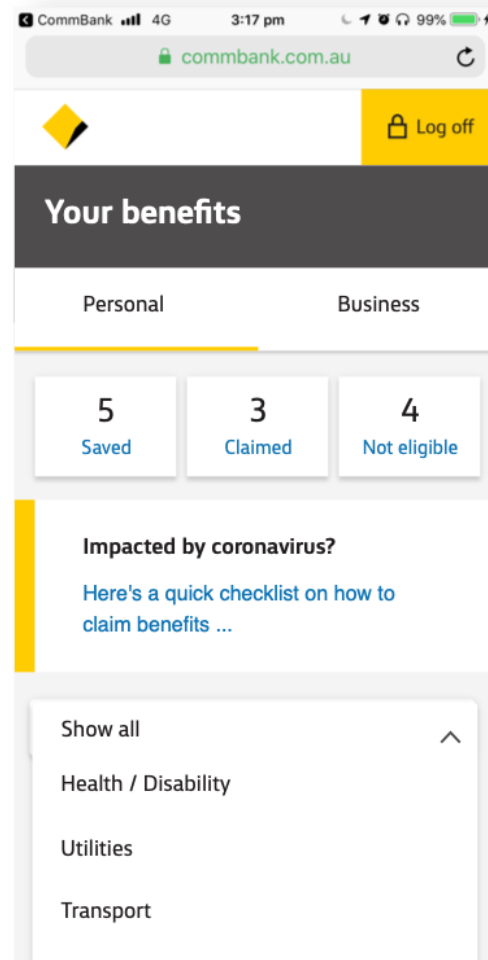 CommBank 4G 3:17 pm 99%
commbank.com.au
Log off
Your benefits
Personal Business
5 3 4
Saved Claimed Not eligible
Impacted by coronavirus?
Here's a quick checklist on how to
claim benefits ...
Show all
Health / Disability
Utilities
Transport